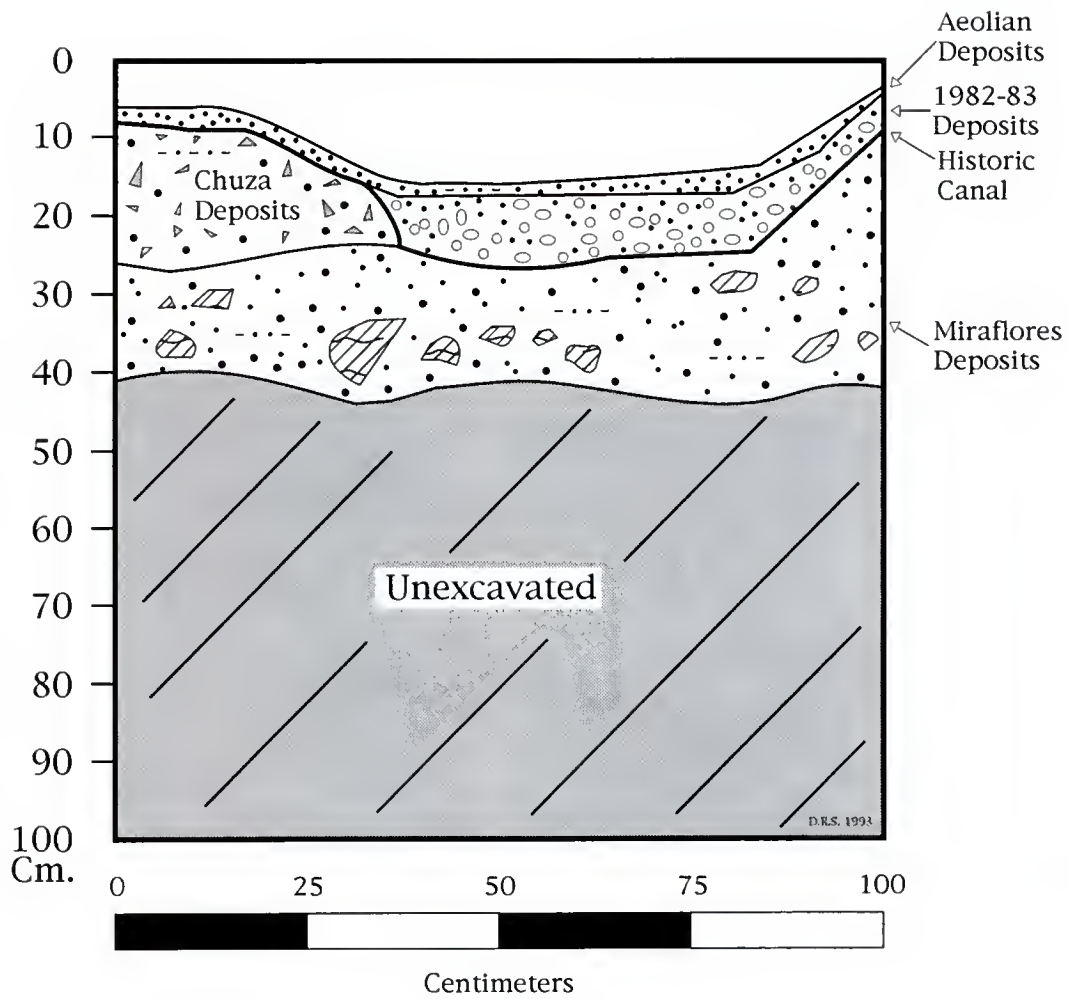 Aeolian
Deposits
1982-83
Deposits
Historic
Canal
Miraflores
Deposits
0
10
20
30
40
50
60
70
80
90
100
Cm.
Chuza
Deposits
Unexcavated
D.R.S. 1993
0 25 50 75 100
Centimeters